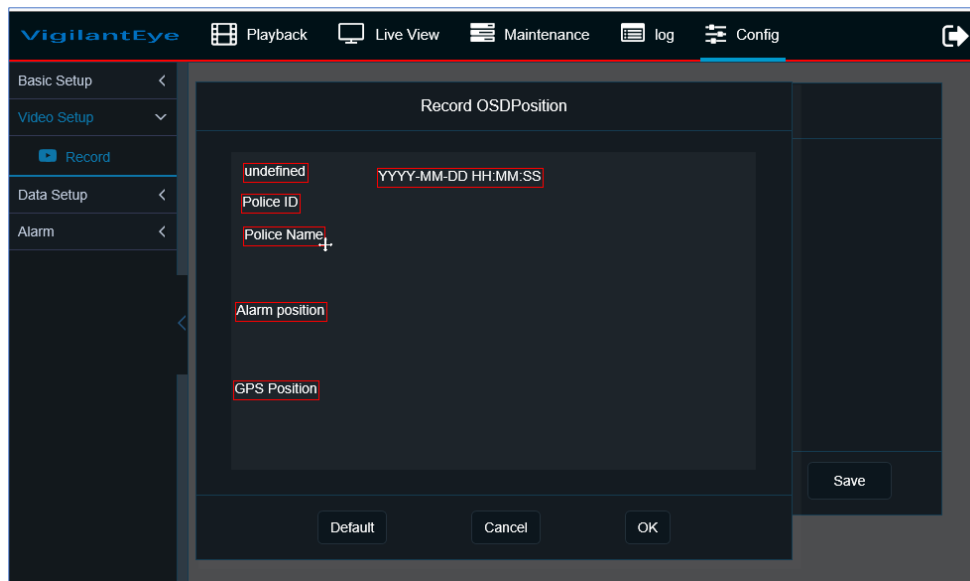 VigilantEye Playback Live View Maintenance log Config
Basic Setup
Video Setup
Record
Data Setup
Alarm
Record OSDPosition
undefined
YYYY-MM-DD HH:MM:SS
Police ID
Police Name
Alarm position
GPS Position
Save
Default Cancel OK